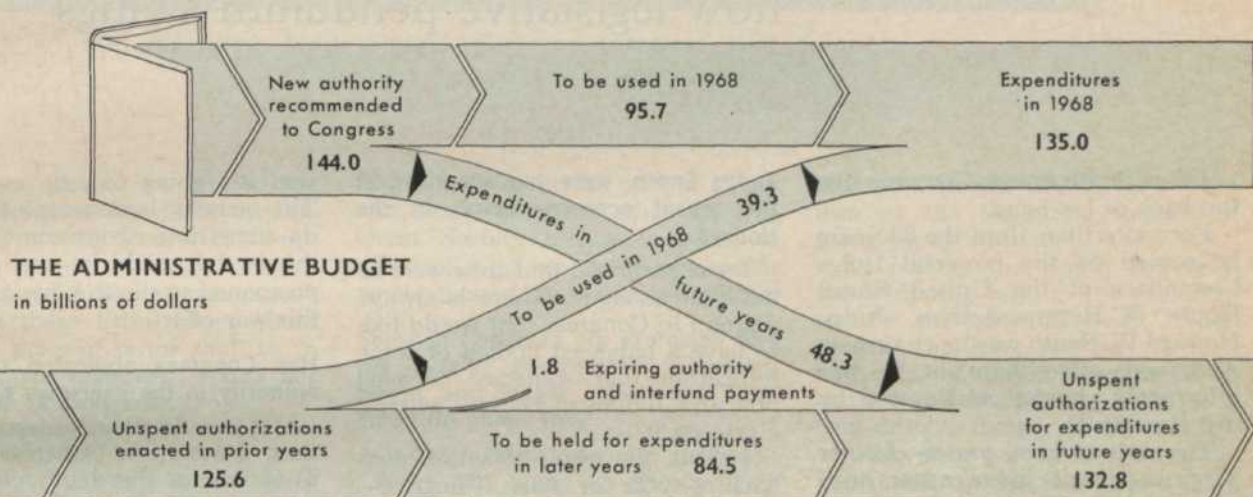 New authority
recommended
to Congress
144.0
To be used in 1968
95.7
Expenditures
in 1968
135.0
Expenditures in future years 48.3
To be used in 1968 39.3
THE ADMINISTRATIVE BUDGET
in billions of dollars
1.8 Expiring authority
and interfund payments
Unspent authorizations
enacted in prior years
125.6
To be held for expenditures
in later years 84.5
Unspent
authorizations
for expenditures
in future years
132.8